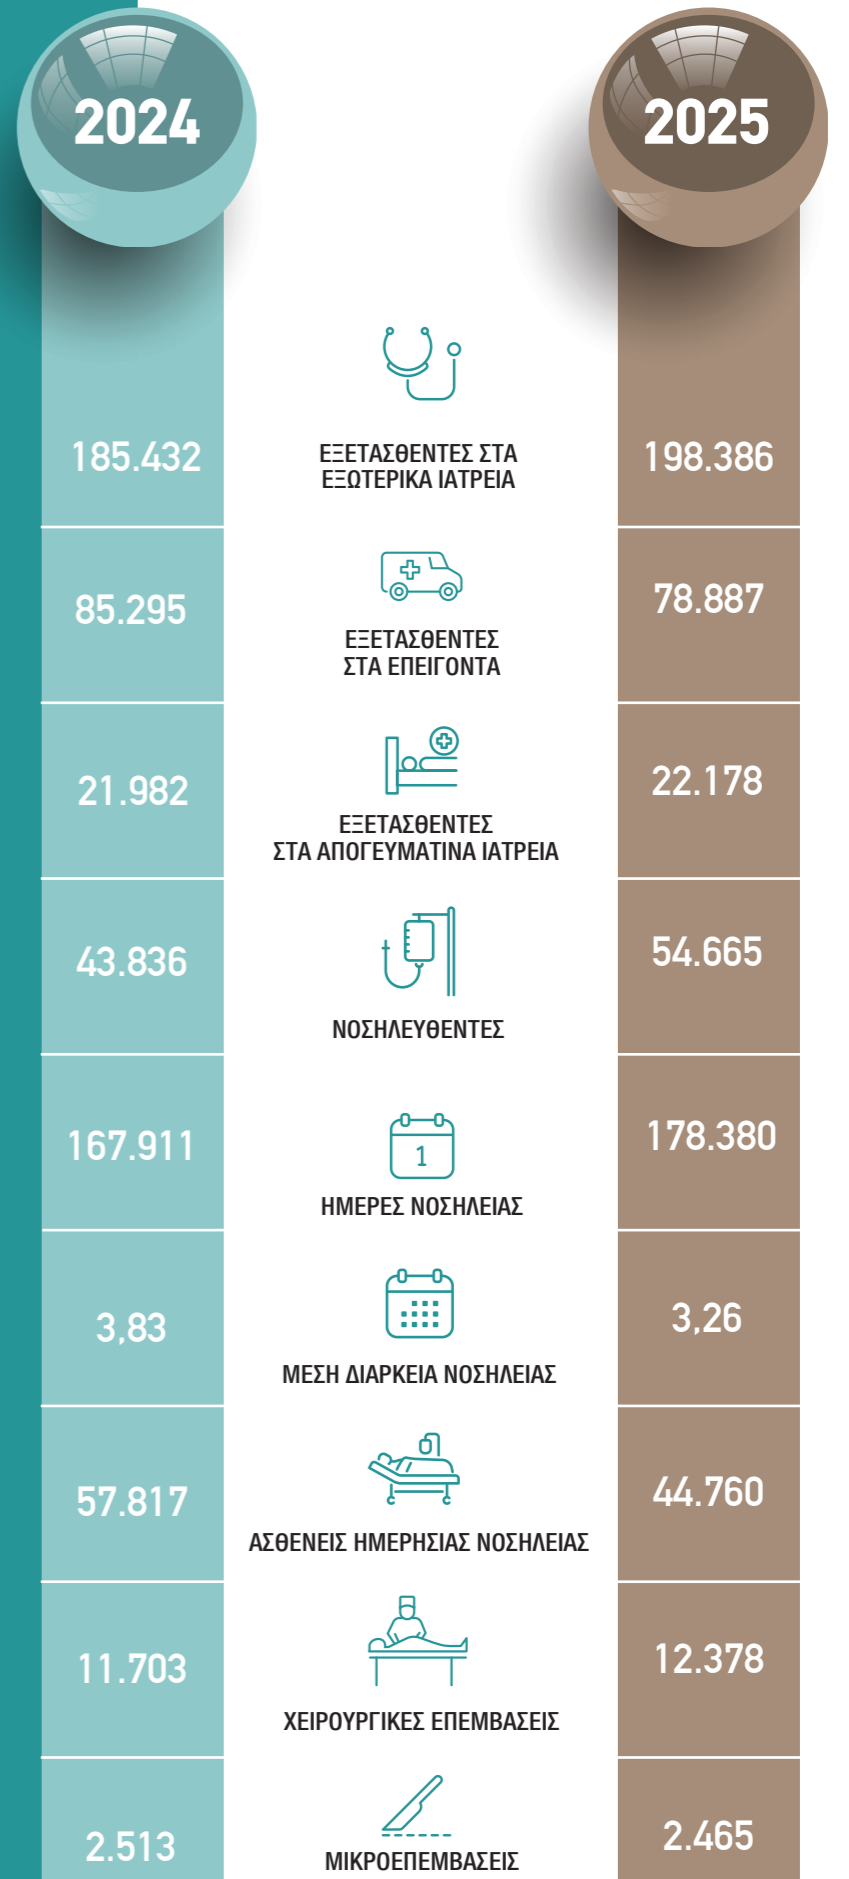 2024
2025
185.432
ΕΞΕΤΑΣΘΕΝΤΕΣ ΣΤΑ
ΕΞΩΤΕΡΙΚΑ ΙΑΤΡΕΙΑ
198.386
85.295
ΕΞΕΤΑΣΘΕΝΤΕΣ
ΣΤΑ ΕΠΕΙΓΟΝΤΑ
78.887
21.982
ΕΞΕΤΑΣΘΕΝΤΕΣ
ΣΤΑ ΑΠΟΓΕΥΜΑΤΙΝΑ ΙΑΤΡΕΙΑ
22.178
43.836
ΝΟΣΗΛΕΥΘΕΝΤΕΣ
54.665
167.911
1
ΗΜΕΡΕΣ ΝΟΣΗΛΕΙΑΣ
178.380
3,83
ΜΕΣΗ ΔΙΑΡΚΕΙΑ ΝΟΣΗΛΕΙΑΣ
3,26
57.817
ΑΣΘΕΝΕΙΣ ΗΜΕΡΗΣΙΑΣ ΝΟΣΗΛΕΙΑΣ
44.760
11.703
ΧΕΙΡΟΥΡΓΙΚΕΣ ΕΠΕΜΒΑΣΕΙΣ
12.378
2.513
ΜΙΚΡΟΕΠΕΜΒΑΣΕΙΣ
2.465